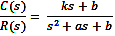 C(s)/R(s) = (ks + b)/(s² + as + b)